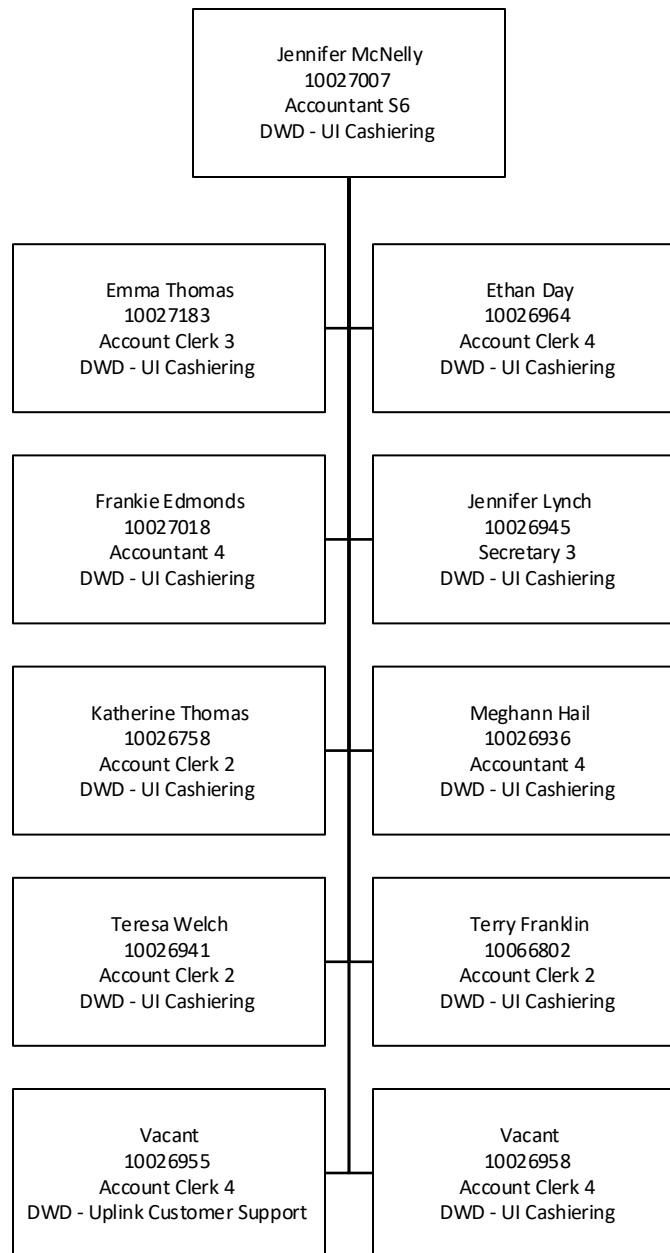 Jennifer McNelly
10027007
Accountant S6
DWD - UI Cashiering
Emma Thomas
10027183
Account Clerk 3
DWD - UI Cashiering
Ethan Day
10026964
Account Clerk 4
DWD - UI Cashiering
Frankie Edmonds
10027018
Accountant 4
DWD - UI Cashiering
Jennifer Lynch
10026945
Secretary 3
DWD - UI Cashiering
Katherine Thomas
10026758
Account Clerk 2
DWD - UI Cashiering
Meghann Hail
10026936
Accountant 4
DWD - UI Cashiering
Teresa Welch
10026941
Account Clerk 2
DWD - UI Cashiering
Terry Franklin
10066802
Account Clerk 2
DWD - UI Cashiering
Vacant
10026955
Account Clerk 4
DWD - Uplink Customer Support
Vacant
10026958
Account Clerk 4
DWD - UI Cashiering